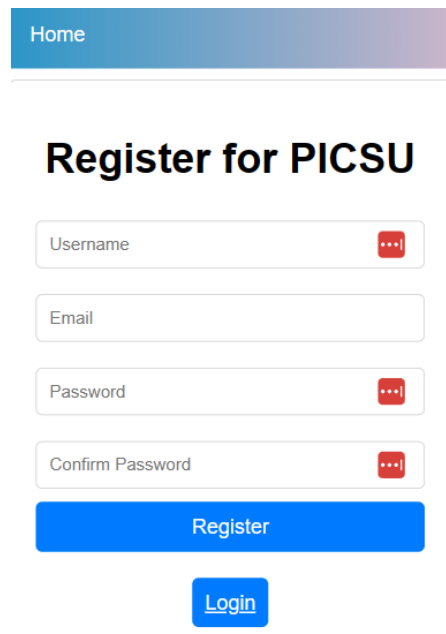 Home
Register for PICSU
Username
Email
Password
Confirm Password
Register
Login